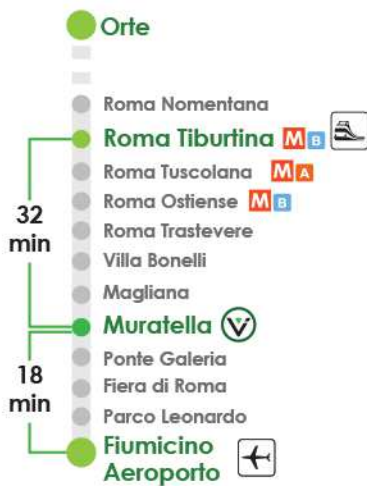 Orte
Roma Nomentana
Roma Tiburtina M B
Roma Tuscolana M A
32
min
Roma Ostiense M B
Roma Trastevere
Villa Bonelli
Magliana
Muratella V
18
min
Ponte Galeria
Fiera di Roma
Parco Leonardo
Fiumicino
Aeroporto